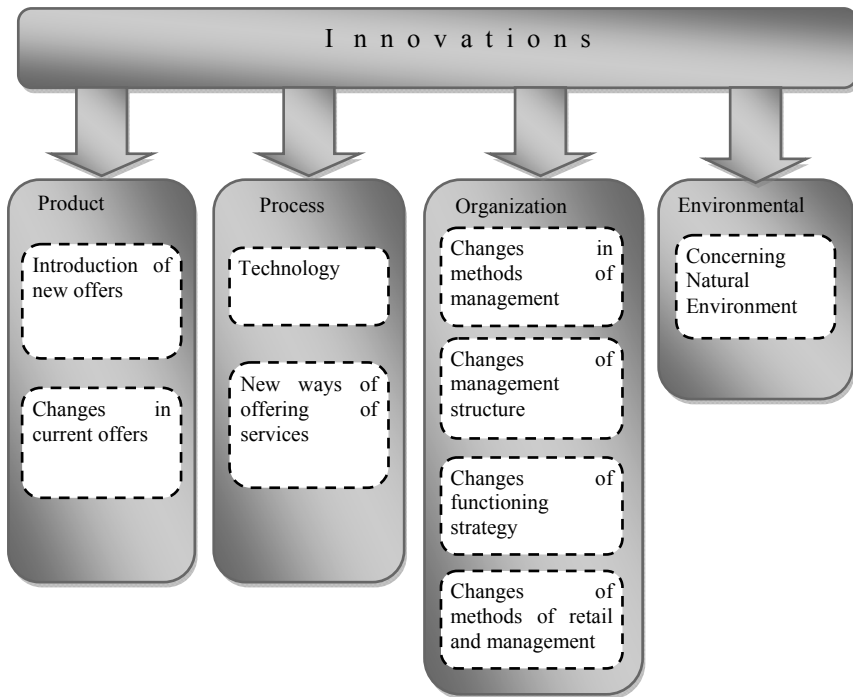 Innovations
Product
Introduction of
new offers
Changes in
current offers
Process
Technology
New ways of
offering of
services
Organization
Changes in
methods of
management
Changes of
management
structure
Changes of
functioning
strategy
Changes of
methods of retail
and management
Environmental
Concerning
Natural
Environment